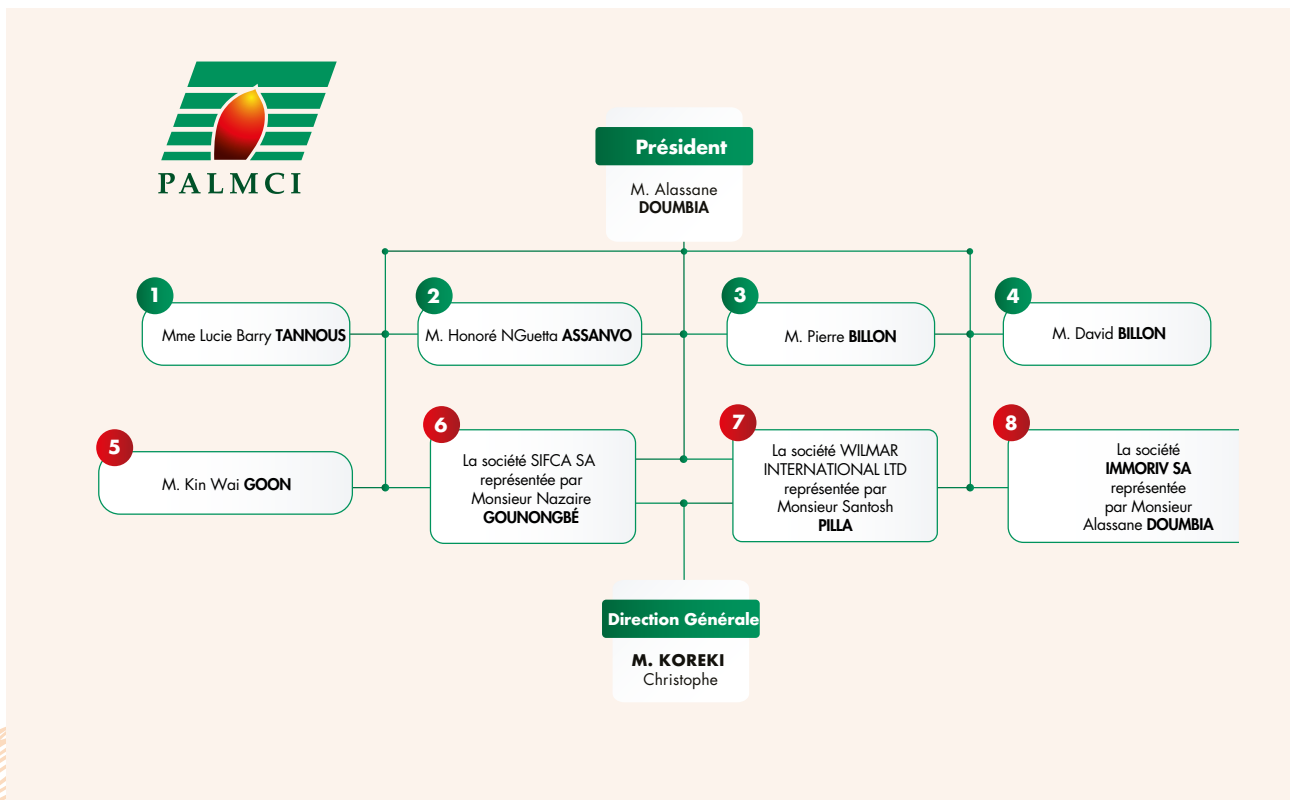 PALMCI
Président
M. Alassane
DOUMBIA
1
Mme Lucie Barry TANNOUS
2
M. Honoré NGuetta ASSANVO
3
M. Pierre BILLON
4
M. David BILLON
5
M. Kin Wai GOON
6
La société SIFCA SA
représentée par
Monsieur Nazaire
GOUNONGBÉ
7
La société WILMAR
INTERNATIONAL LTD
représentée par
Monsieur Santosh
PILLA
8
La société
IMMORIV SA
représentée
par Monsieur
Alassane DOUMBIA
Direction Générale
M. KOREKI
Christophe